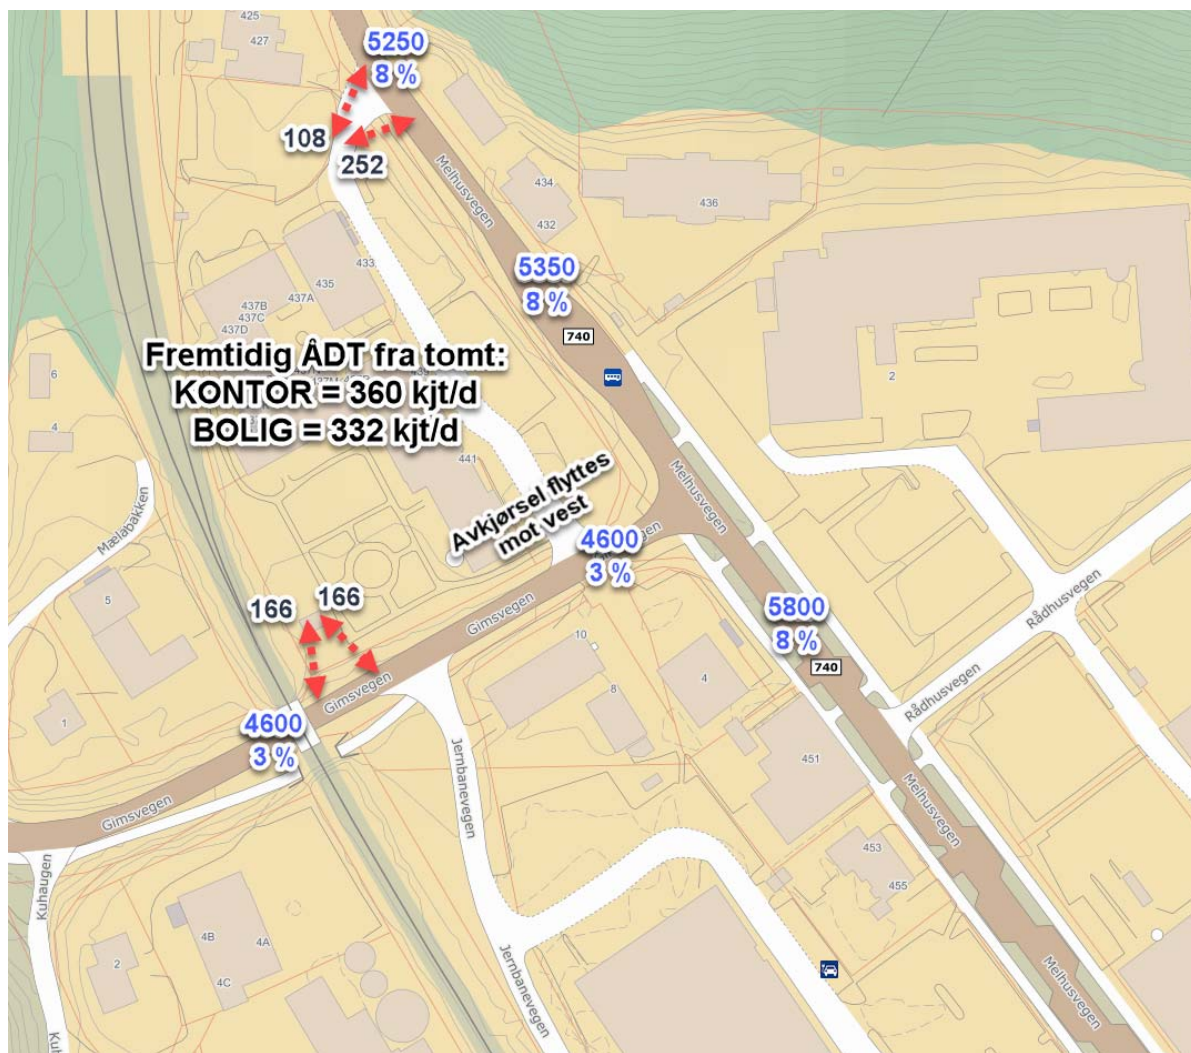 425
427
5250
8 %
108
252
Melhusvegen
434
432
436
433
435
437A
437B
437C
437D
5350
8 %
740
2
Fremtidig ÅDT fra tomt:
KONTOR = 360 kjt/d
BOLIG = 332 kjt/d
6
4
441
Mælabakken
Avkjørsel flyttes
mot vest
Melhusvegen
4600
3 %
5
166
166
Gimsvegen
Gimsvegen
10
8
4
5800
8 %
740
Rådhusvegen
Rådhusvegen
1
4600
3 %
Gimsvegen
Jernbanevegen
451
Melhusvegen
453
455
Kuhaugen
4B
4A
4C
2
Jernbanevegen
Melhusvegen